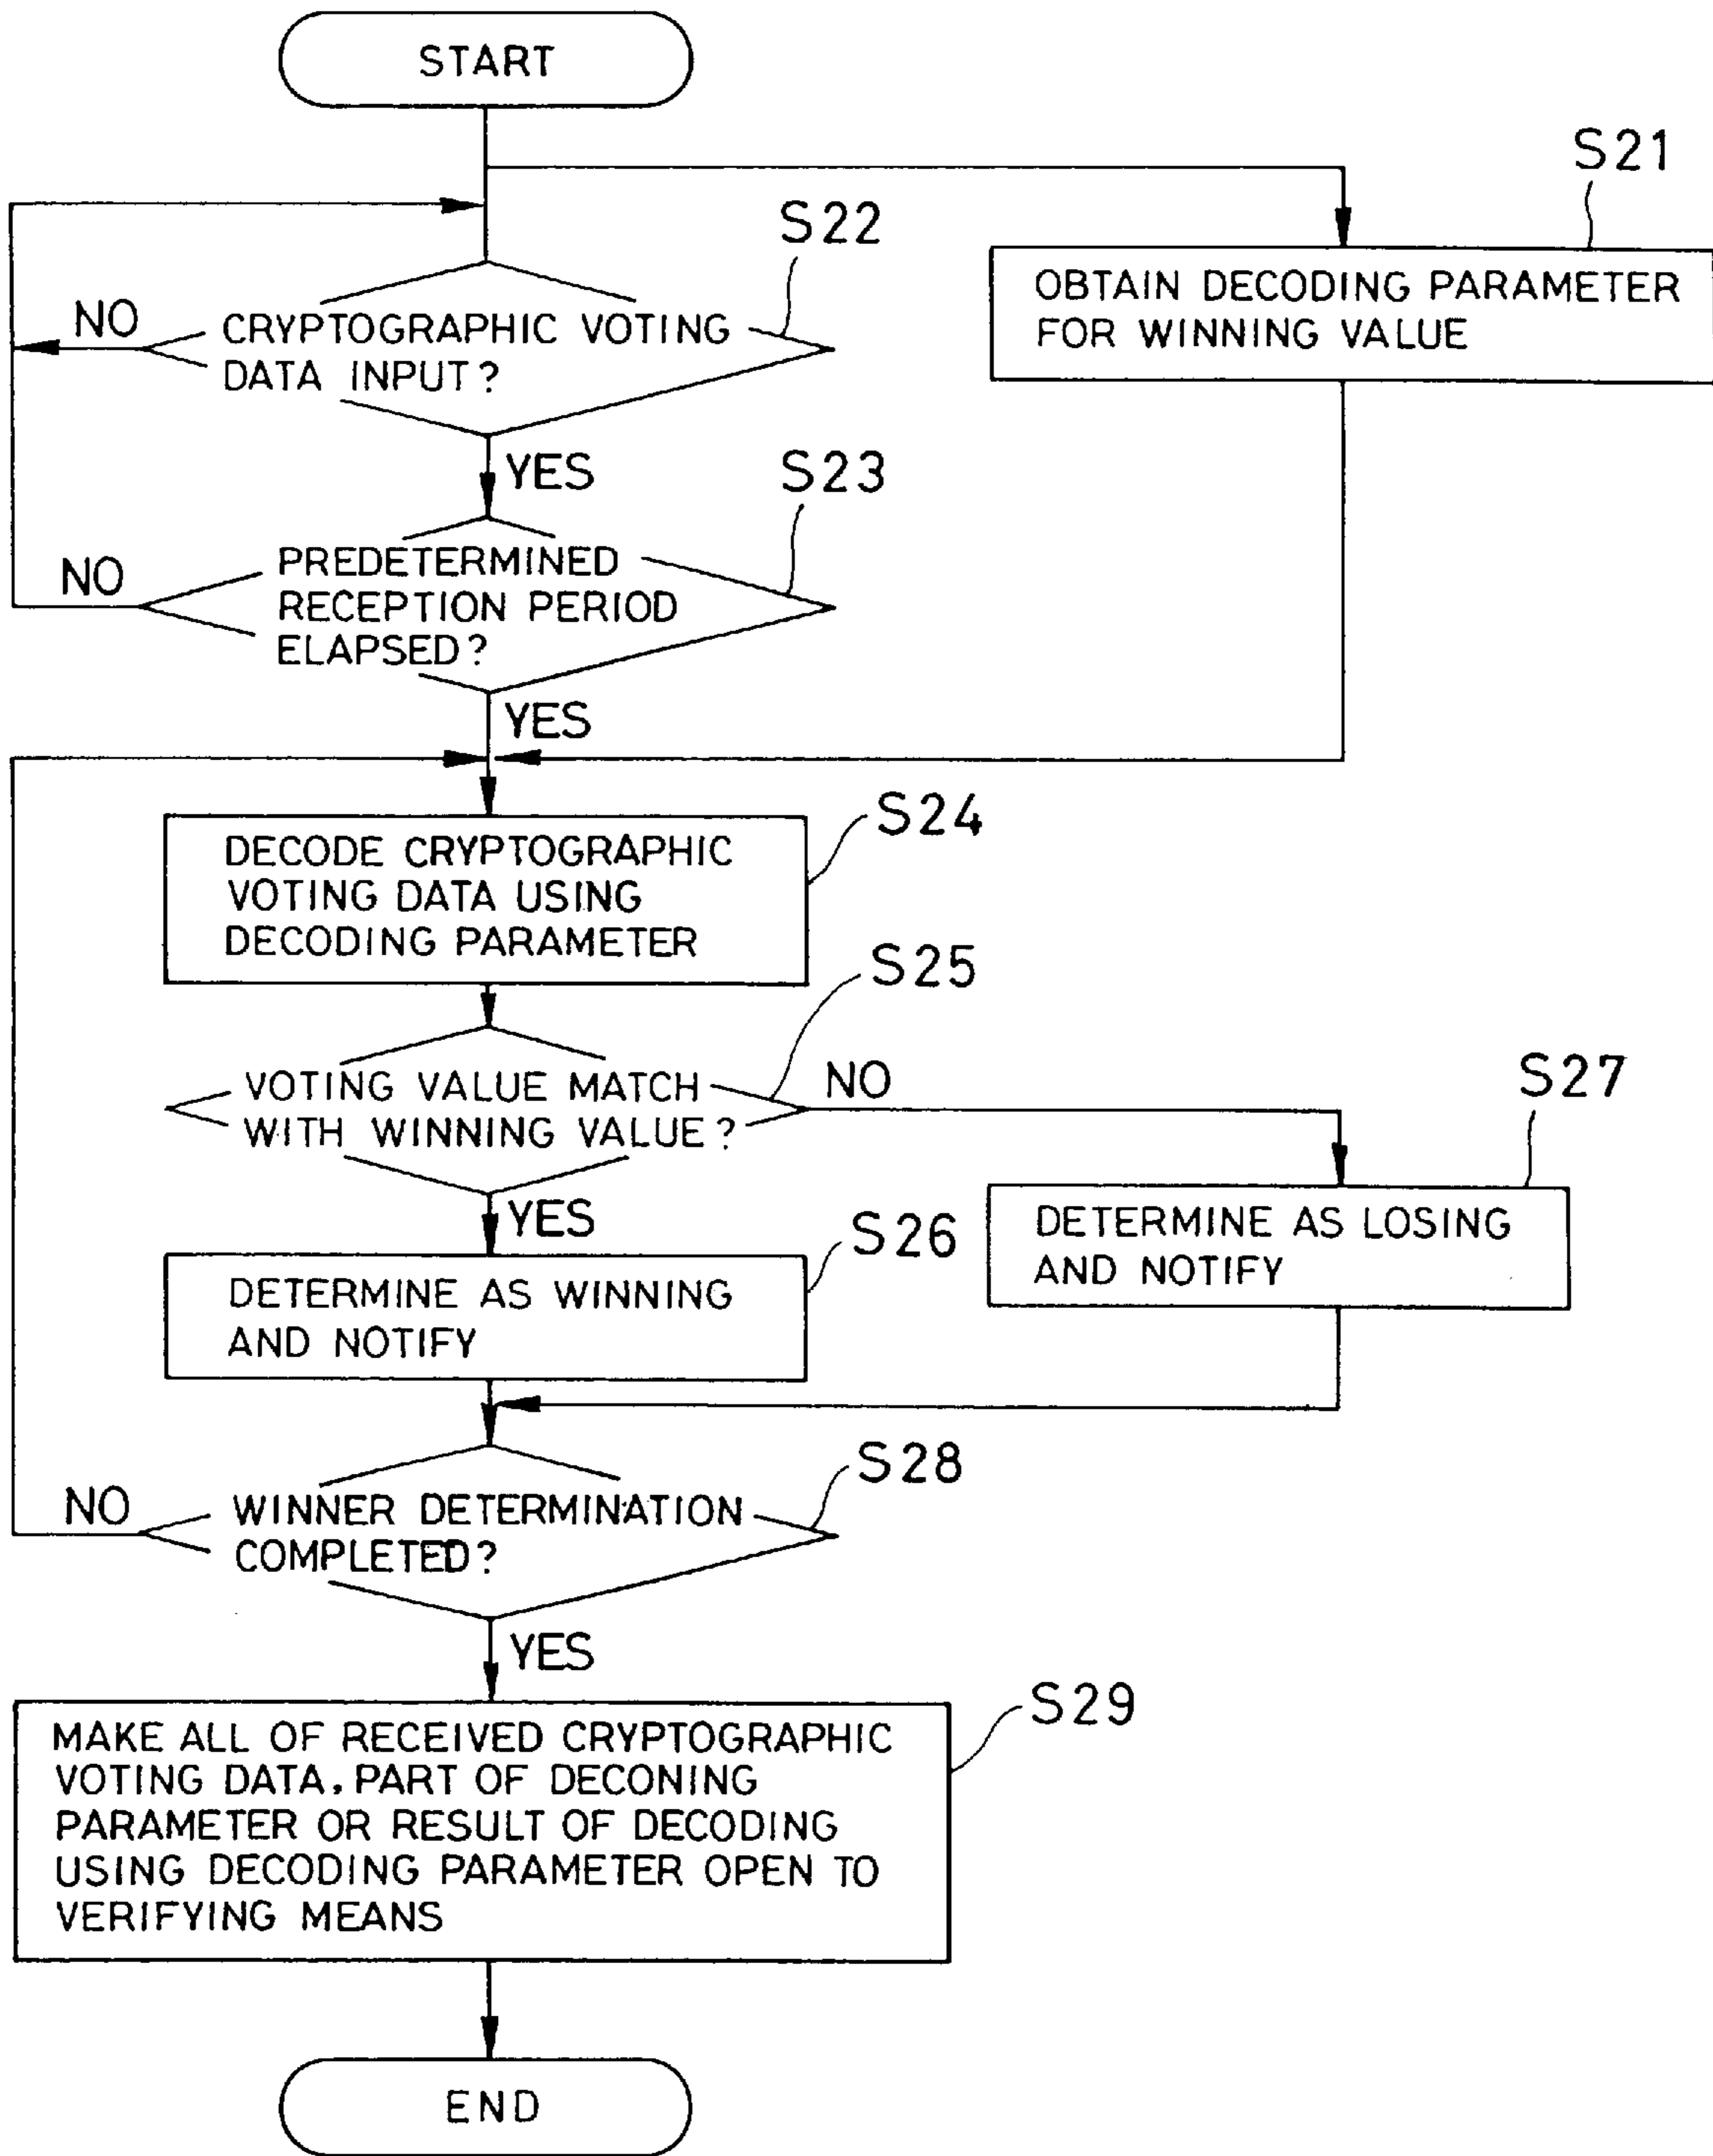 START
S21
S22
OBTAIN DECODING PARAMETER
FOR WINNING VALUE
NO
CRYPTOGRAPHIC VOTING
DATA INPUT?
YES
S23
NO
PREDETERMINED
RECEPTION PERIOD
ELAPSED?
YES
S24
DECODE CRYPTOGRAPHIC
VOTING DATA USING
DECODING PARAMETER
S25
VOTING VALUE MATCH
WITH WINNING VALUE?
NO
S27
YES
DETERMINE AS LOSING
AND NOTIFY
S26
DETERMINE AS WINNING
AND NOTIFY
S28
NO
WINNER DETERMINATION
COMPLETED?
YES
S29
MAKE ALL OF RECEIVED CRYPTOGRAPHIC
VOTING DATA, PART OF DECONING
PARAMETER OR RESULT OF DECODING
USING DECODING PARAMETER OPEN TO
VERIFYING MEANS
END